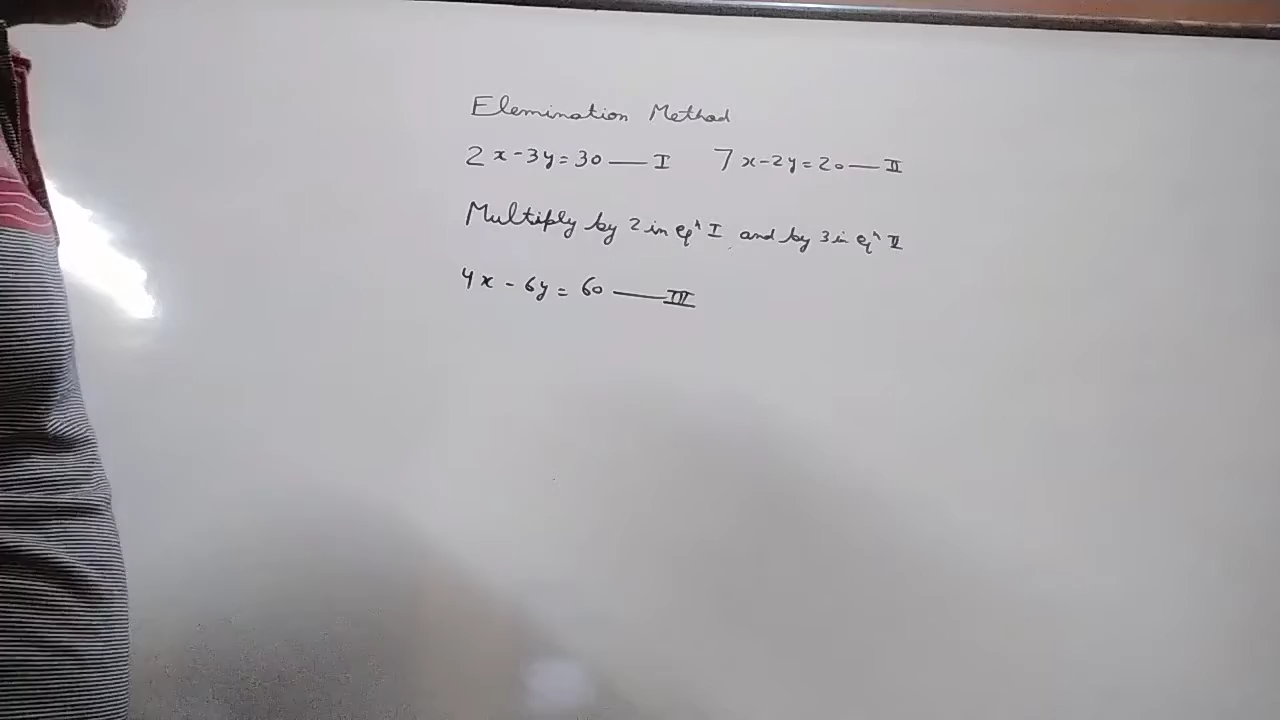 Elemination Method
2x-3y=30 — I 7x-2y=20 — II
Multiply by 2 in eqⁿ I and by 3 in eqⁿ II
4x - 6y = 60 — III